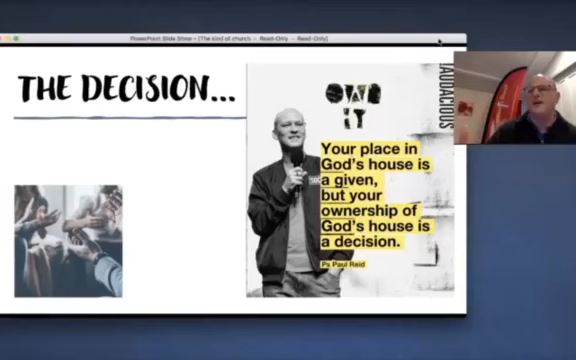 PowerPoint Slide Show - [The kind of church - Read-Only - Read-Only]
THE DECISION...
OWN
IT
Your place in
God's house is
a given,
but your
ownership of
God's house is
a decision.
Ps Paul Reid
/AUDACIOUS